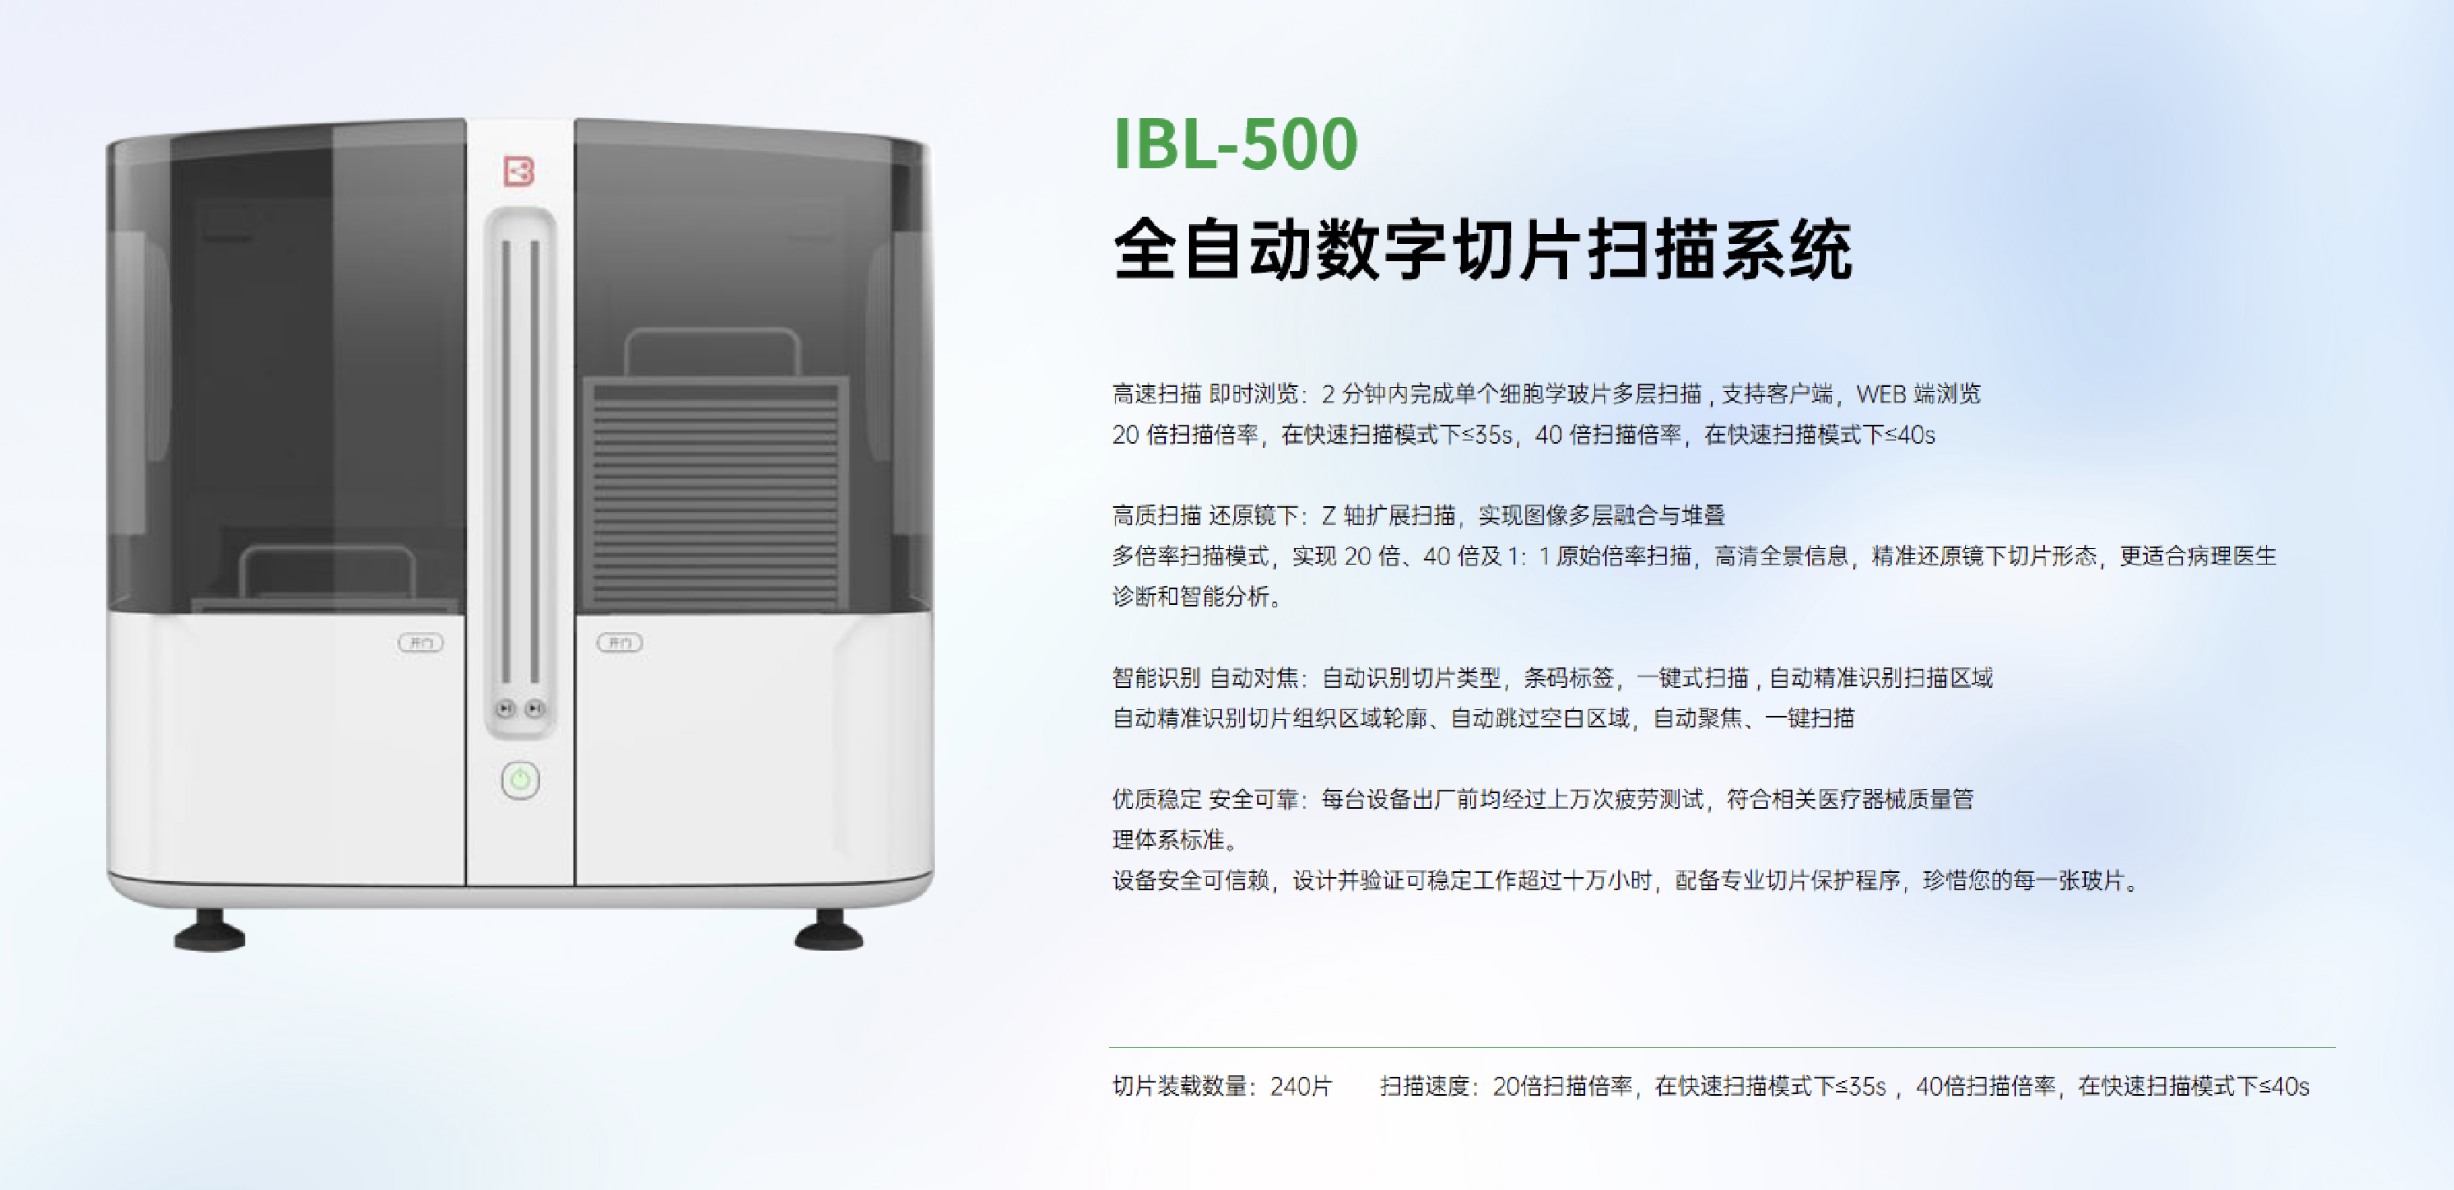 IBL-500
全自动数字切片扫描系统
高速扫描 即时浏览：2 分钟内完成单个细胞学玻片多层扫描 , 支持客户端，WEB 端浏览
20 倍扫描倍率，在快速扫描模式下≤35s，40 倍扫描倍率，在快速扫描模式下≤40s
高质扫描 还原镜下：Z 轴扩展扫描，实现图像多层融合与堆叠
多倍率扫描模式，实现 20 倍、40 倍及 1：1 原始倍率扫描，高清全景信息，精准还原镜下切片形态，更适合病理医生
诊断和智能分析。
智能识别 自动对焦：自动识别切片类型，条码标签，一键式扫描 , 自动精准识别扫描区域
自动精准识别切片组织区域轮廓、自动跳过空白区域，自动聚焦、一键扫描
优质稳定 安全可靠：每台设备出厂前均经过上万次疲劳测试，符合相关医疗器械质量管
理体系标准。
设备安全可信赖，设计并验证可稳定工作超过十万小时，配备专业切片保护程序，珍惜您的每一张玻片。
切片装载数量：240片 扫描速度：20倍扫描倍率，在快速扫描模式下≤35s ，40倍扫描倍率，在快速扫描模式下≤40s
开门
开门